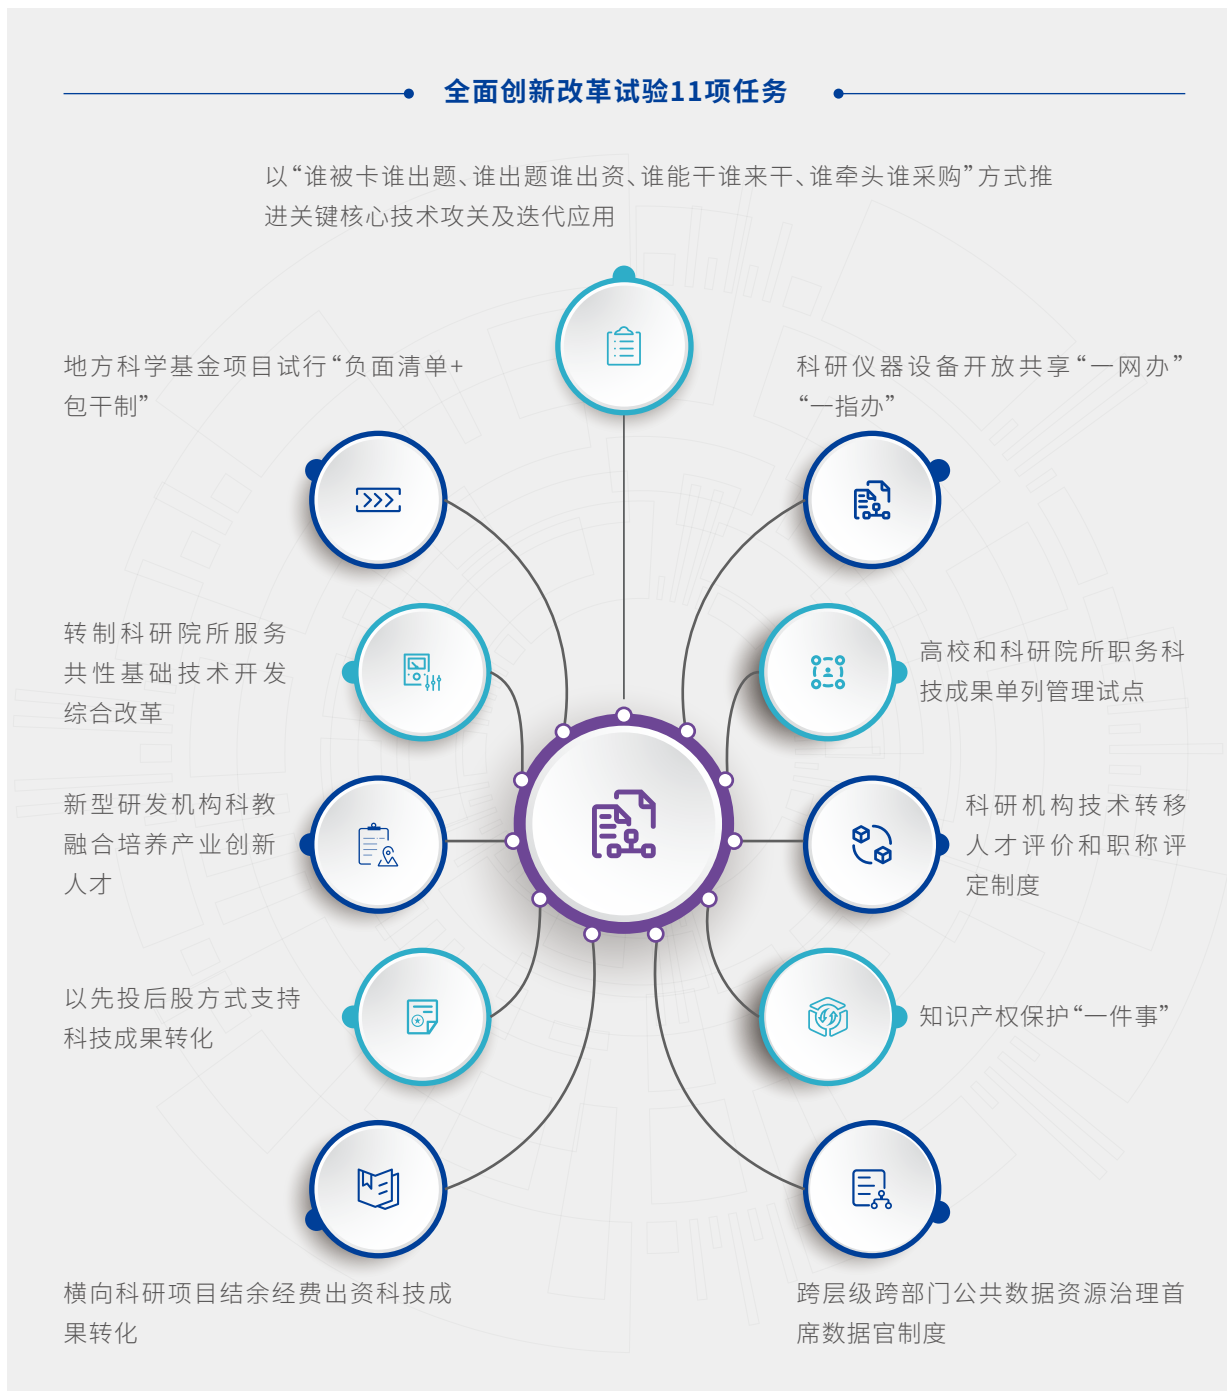 全面创新改革试验11项任务
以“谁被卡谁出题、谁出题谁出资、谁能干谁来干、谁牵头谁采购”方式推
进关键核心技术攻关及迭代应用
地方科学基金项目试行“负面清单+
包干制”
科研仪器设备开放共享“一网办”
“一指办”
转制科研院所服务
共性基础技术开发
综合改革
高校和科研院所职务科
技成果单列管理试点
新型研发机构科教
融合培养产业创新
人才
科研机构技术转移
人才评价和职称评
定制度
以先投后股方式支持
科技成果转化
知识产权保护“一件事”
横向科研项目结余经费出资科技成
果转化
跨层级跨部门公共数据资源治理首
席数据官制度